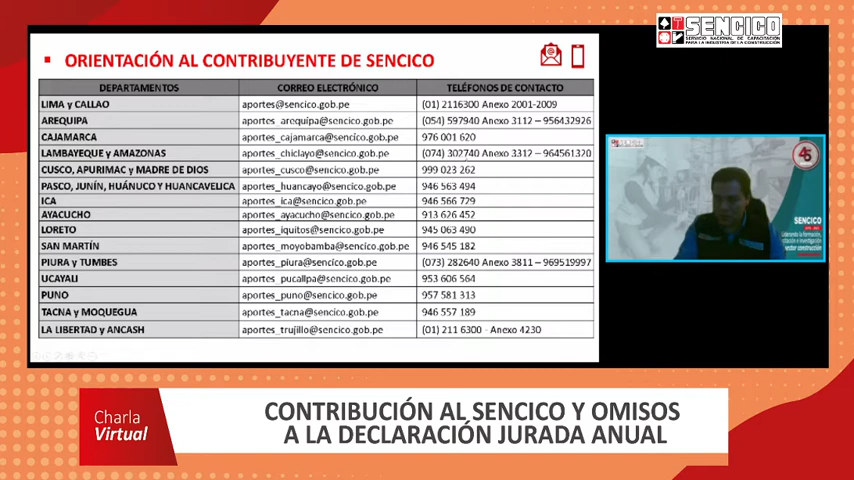 SENCICO
SERVICIO NACIONAL DE CAPACITACIÓN
PARA LA INDUSTRIA DE LA CONSTRUCCIÓN
▪ ORIENTACIÓN AL CONTRIBUYENTE DE SENCICO
DEPARTAMENTOS CORREO ELECTRÓNICO TELÉFONOS DE CONTACTO
LIMA y CALLAO aportes@sencico.gob.pe (01) 2116300 Anexo 2001-2009
AREQUIPA aportes_arequipa@sencico.gob.pe (054) 597940 Anexo 3112 – 956432926
CAJAMARCA aportes_cajamarca@sencico.gob.pe 976 001 620
LAMBAYEQUE y AMAZONAS aportes_chiclayo@sencico.gob.pe (074) 302740 Anexo 3312 – 964561320
CUSCO, APURIMAC y MADRE DE DIOS aportes_cusco@sencico.gob.pe 999 023 262
PASCO, JUNÍN, HUÁNUCO Y HUANCAVELICA aportes_huancayo@sencico.gob.pe 946 563 494
ICA aportes_ica@sencico.gob.pe 946 566 729
AYACUCHO aportes_ayacucho@sencico.gob.pe 913 626 452
LORETO aportes_iquitos@sencico.gob.pe 945 063 490
SAN MARTÍN aportes_moyobamba@sencico.gob.pe 946 545 182
PIURA y TUMBES aportes_piura@sencico.gob.pe (073) 282640 Anexo 3811 – 969519997
UCAYALI aportes_pucallpa@sencico.gob.pe 953 606 564
PUNO aportes_puno@sencico.gob.pe 957 581 313
TACNA y MOQUEGUA aportes_tacna@sencico.gob.pe 946 557 189
LA LIBERTAD y ANCASH aportes_trujillo@sencico.gob.pe (01) 211 6300 - Anexo 4230
SENCICO
45
SENCICO
Liderando la formación,
investigación
sector construcción
Charla
Virtual
CONTRIBUCIÓN AL SENCICO Y OMISOS
A LA DECLARACIÓN JURADA ANUAL